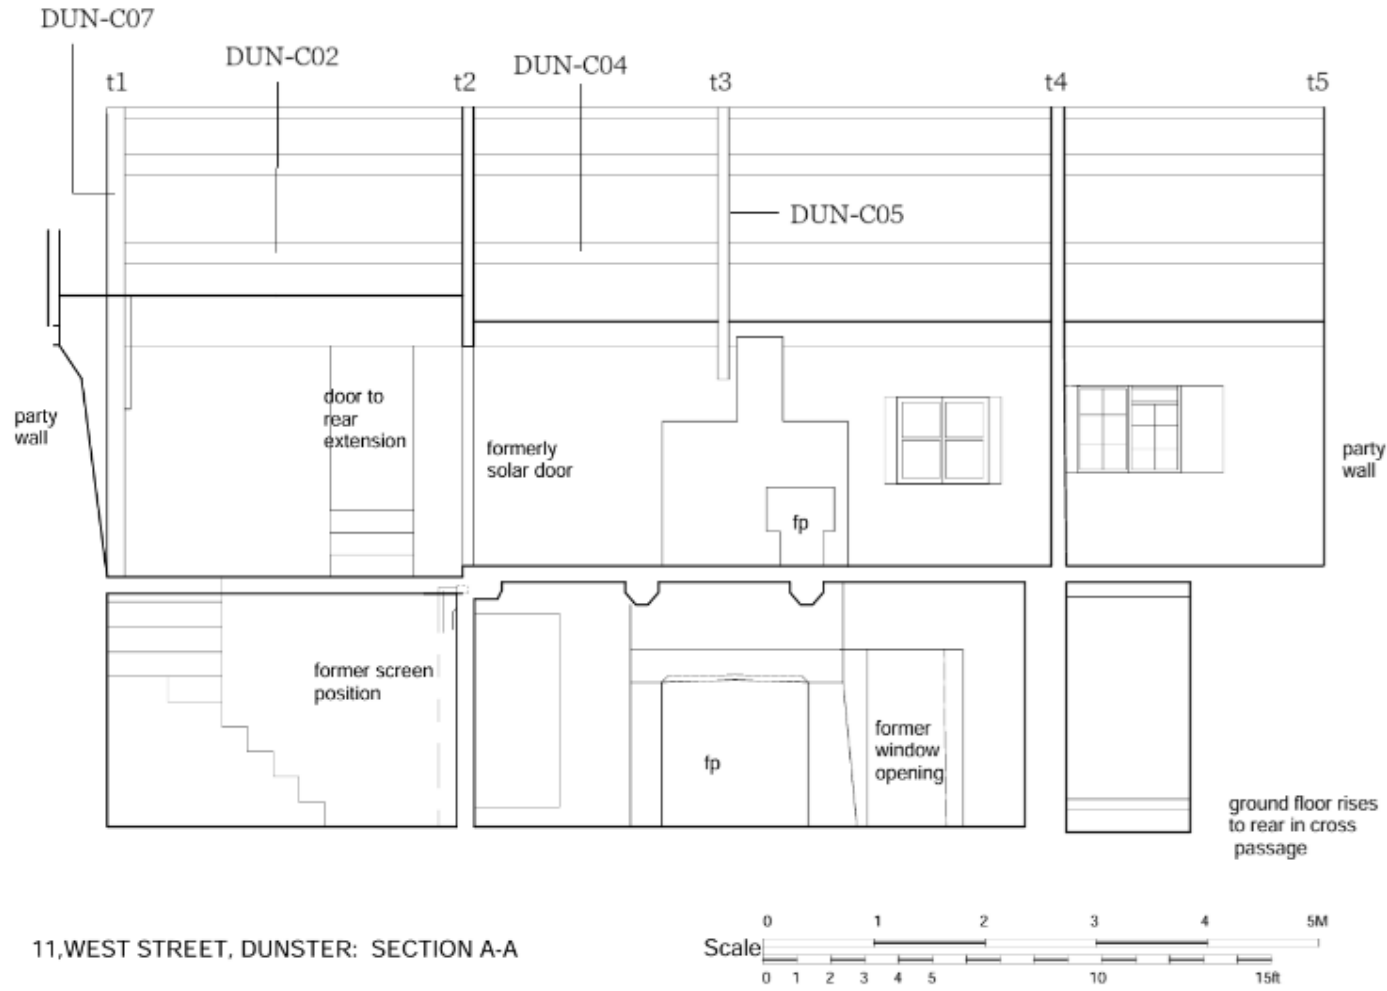 DUN-C07
DUN-C02
DUN-C04
t1
t2
t3
t4
t5
DUN-C05
door to
rear
extension
party
wall
formerly
solar door
party
wall
fp
former screen
position
former
window
opening
fp
ground floor rises
to rear in cross
passage
11,WEST STREET, DUNSTER: SECTION A-A
Scale
0 1 2 3 4 5M
0 1 2 3 4 5 10 15ft